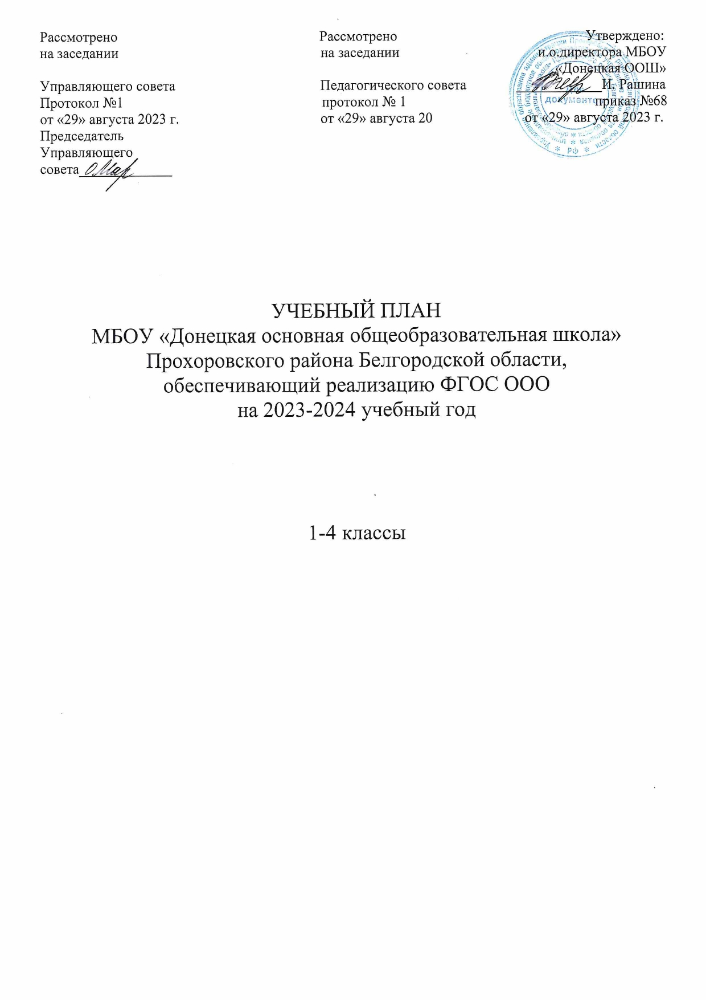 Рассмотрено
на заседании
Управляющего совета
Протокол №1
от «29» августа 2023 г.
Председатель
Управляющего
совета
Рассмотрено
на заседании
Педагогического совета
протокол № 1
от «29» августа 20
Утверждено:
и.о.директора МБОУ
«Донецкая ООШ»
И. Рашина
приказ №68
от «29» августа 2023 г.
документов
РФ
УЧЕБНЫЙ ПЛАН
МБОУ «Донецкая основная общеобразовательная школа»
Прохоровского района Белгородской области,
обеспечивающий реализацию ФГОС ООО
на 2023-2024 учебный год
1-4 классы